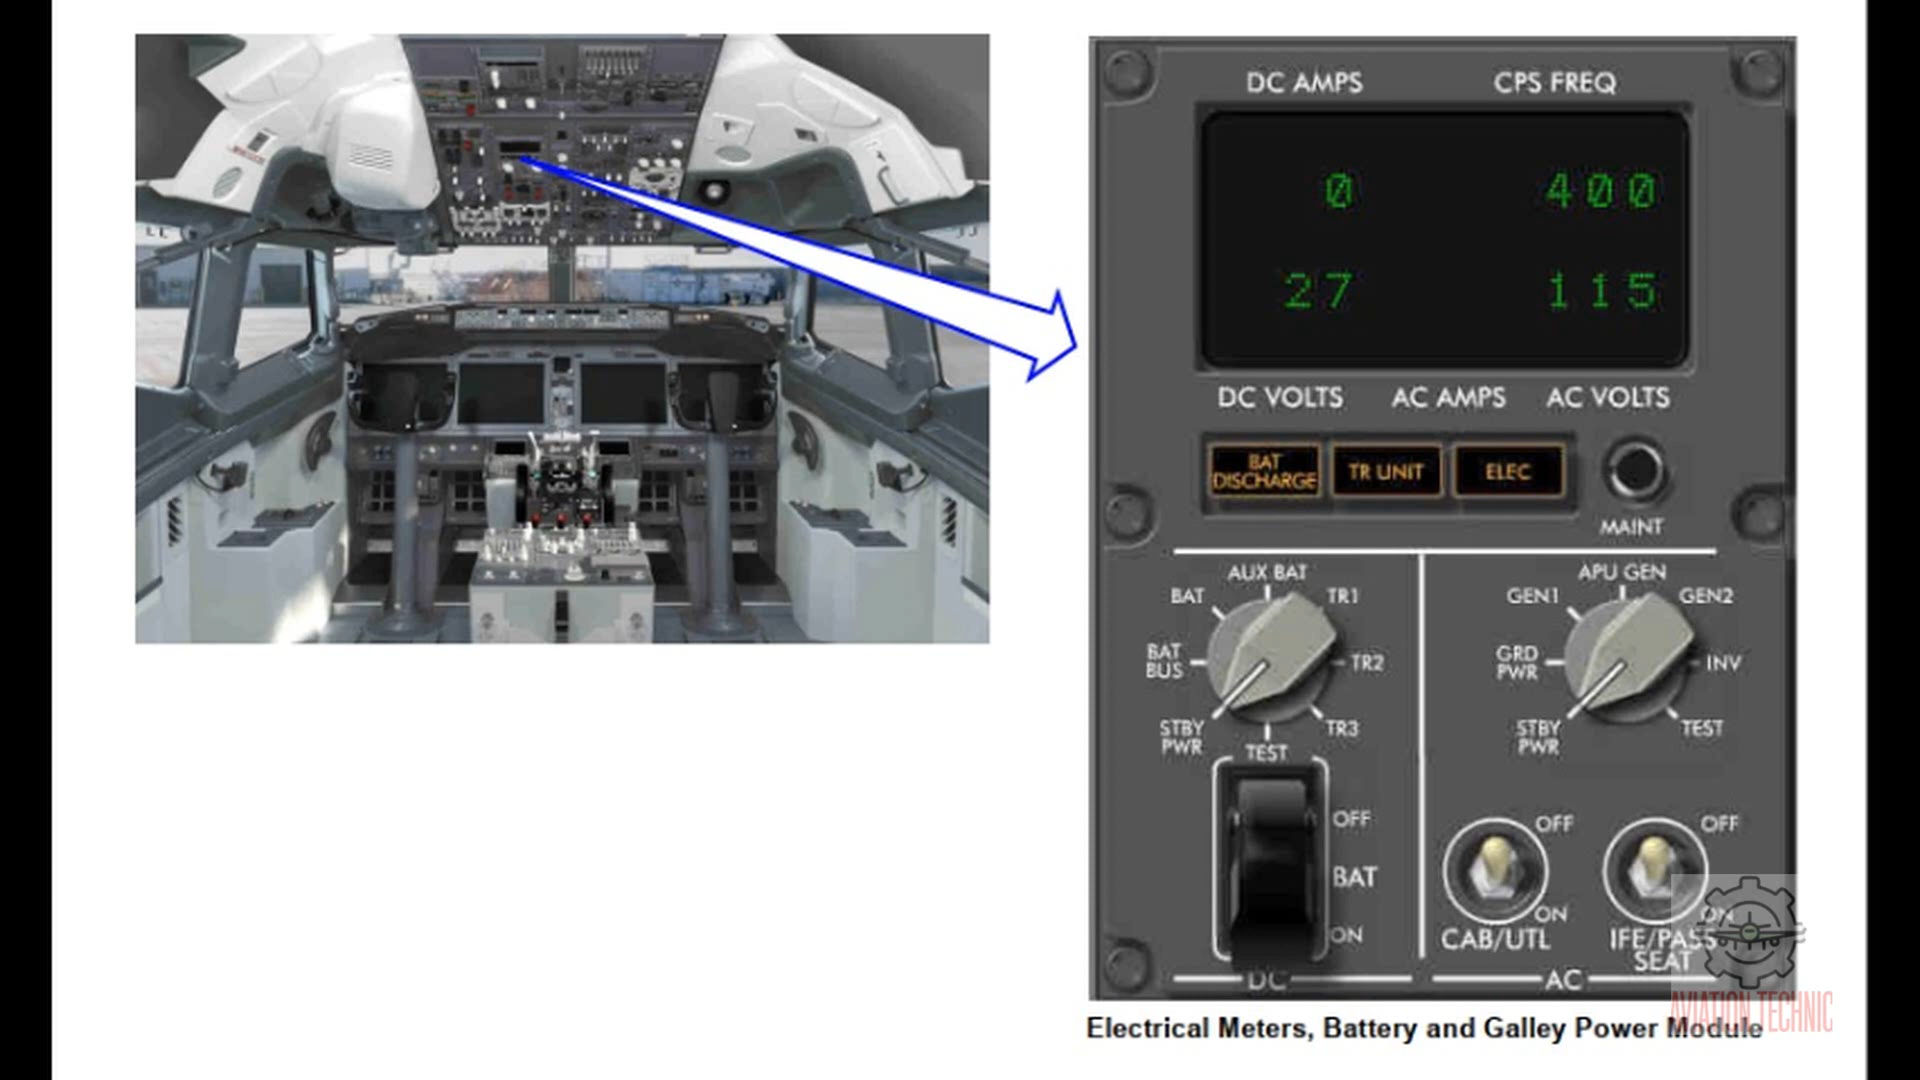 DC AMPS CPS FREQ
0 400
27 115
DC VOLTS AC AMPS AC VOLTS
BAT DISCHARGE TR UNIT ELEC
MAINT
AUX BAT
BAT TR1
BAT BUS TR2
STBY PWR TR3
TEST
APU GEN
GEN1 GEN2
GRD PWR INV
STBY PWR TEST
OFF
BAT
ON
DC
OFF
ON
CAB/UTL
OFF
ON
IFE/PASS
SEAT
AC
AVIATION TECHNIC
Electrical Meters, Battery and Galley Power Module